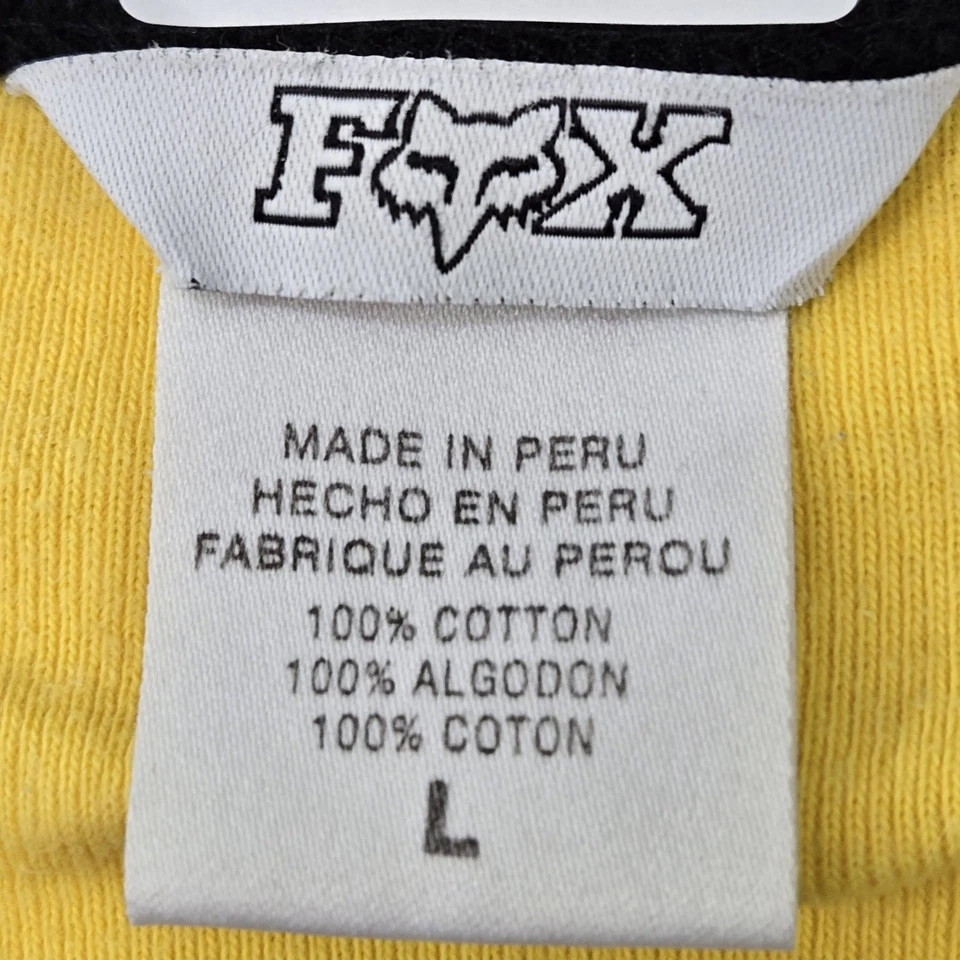 FOX
MADE IN PERU
HECHO EN PERU
FABRIQUE AU PEROU
100% COTTON
100% ALGODON
100% COTON
L